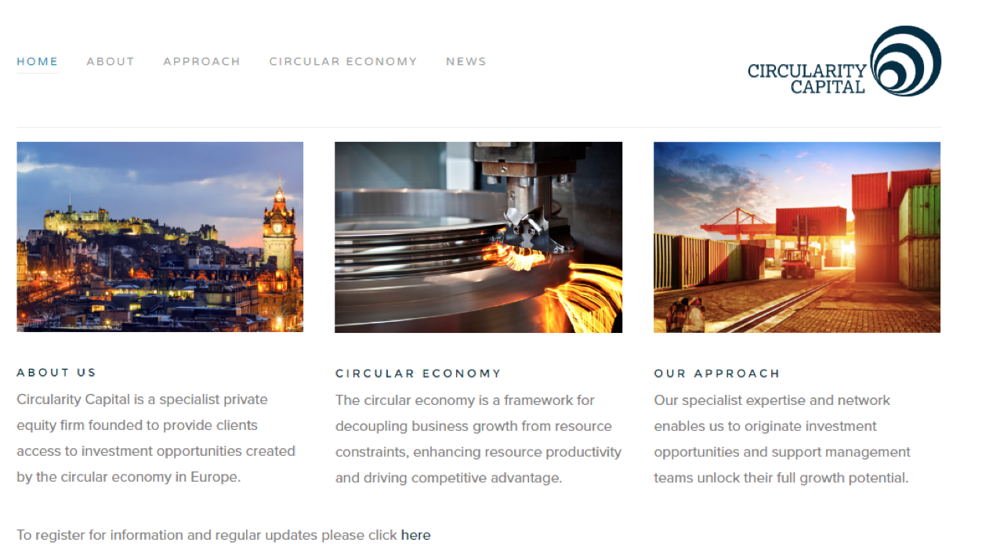 HOME ABOUT APPROACH CIRCULAR ECONOMY NEWS
CIRCULARITY
CAPITAL
ABOUT US
Circularity Capital is a specialist private
equity firm founded to provide clients
access to investment opportunities created
by the circular economy in Europe.
CIRCULAR ECONOMY
The circular economy is a framework for
decoupling business growth from resource
constraints, enhancing resource productivity
and driving competitive advantage.
OUR APPROACH
Our specialist expertise and network
enables us to originate investment
opportunities and support management
teams unlock their full growth potential.
To register for information and regular updates please click here